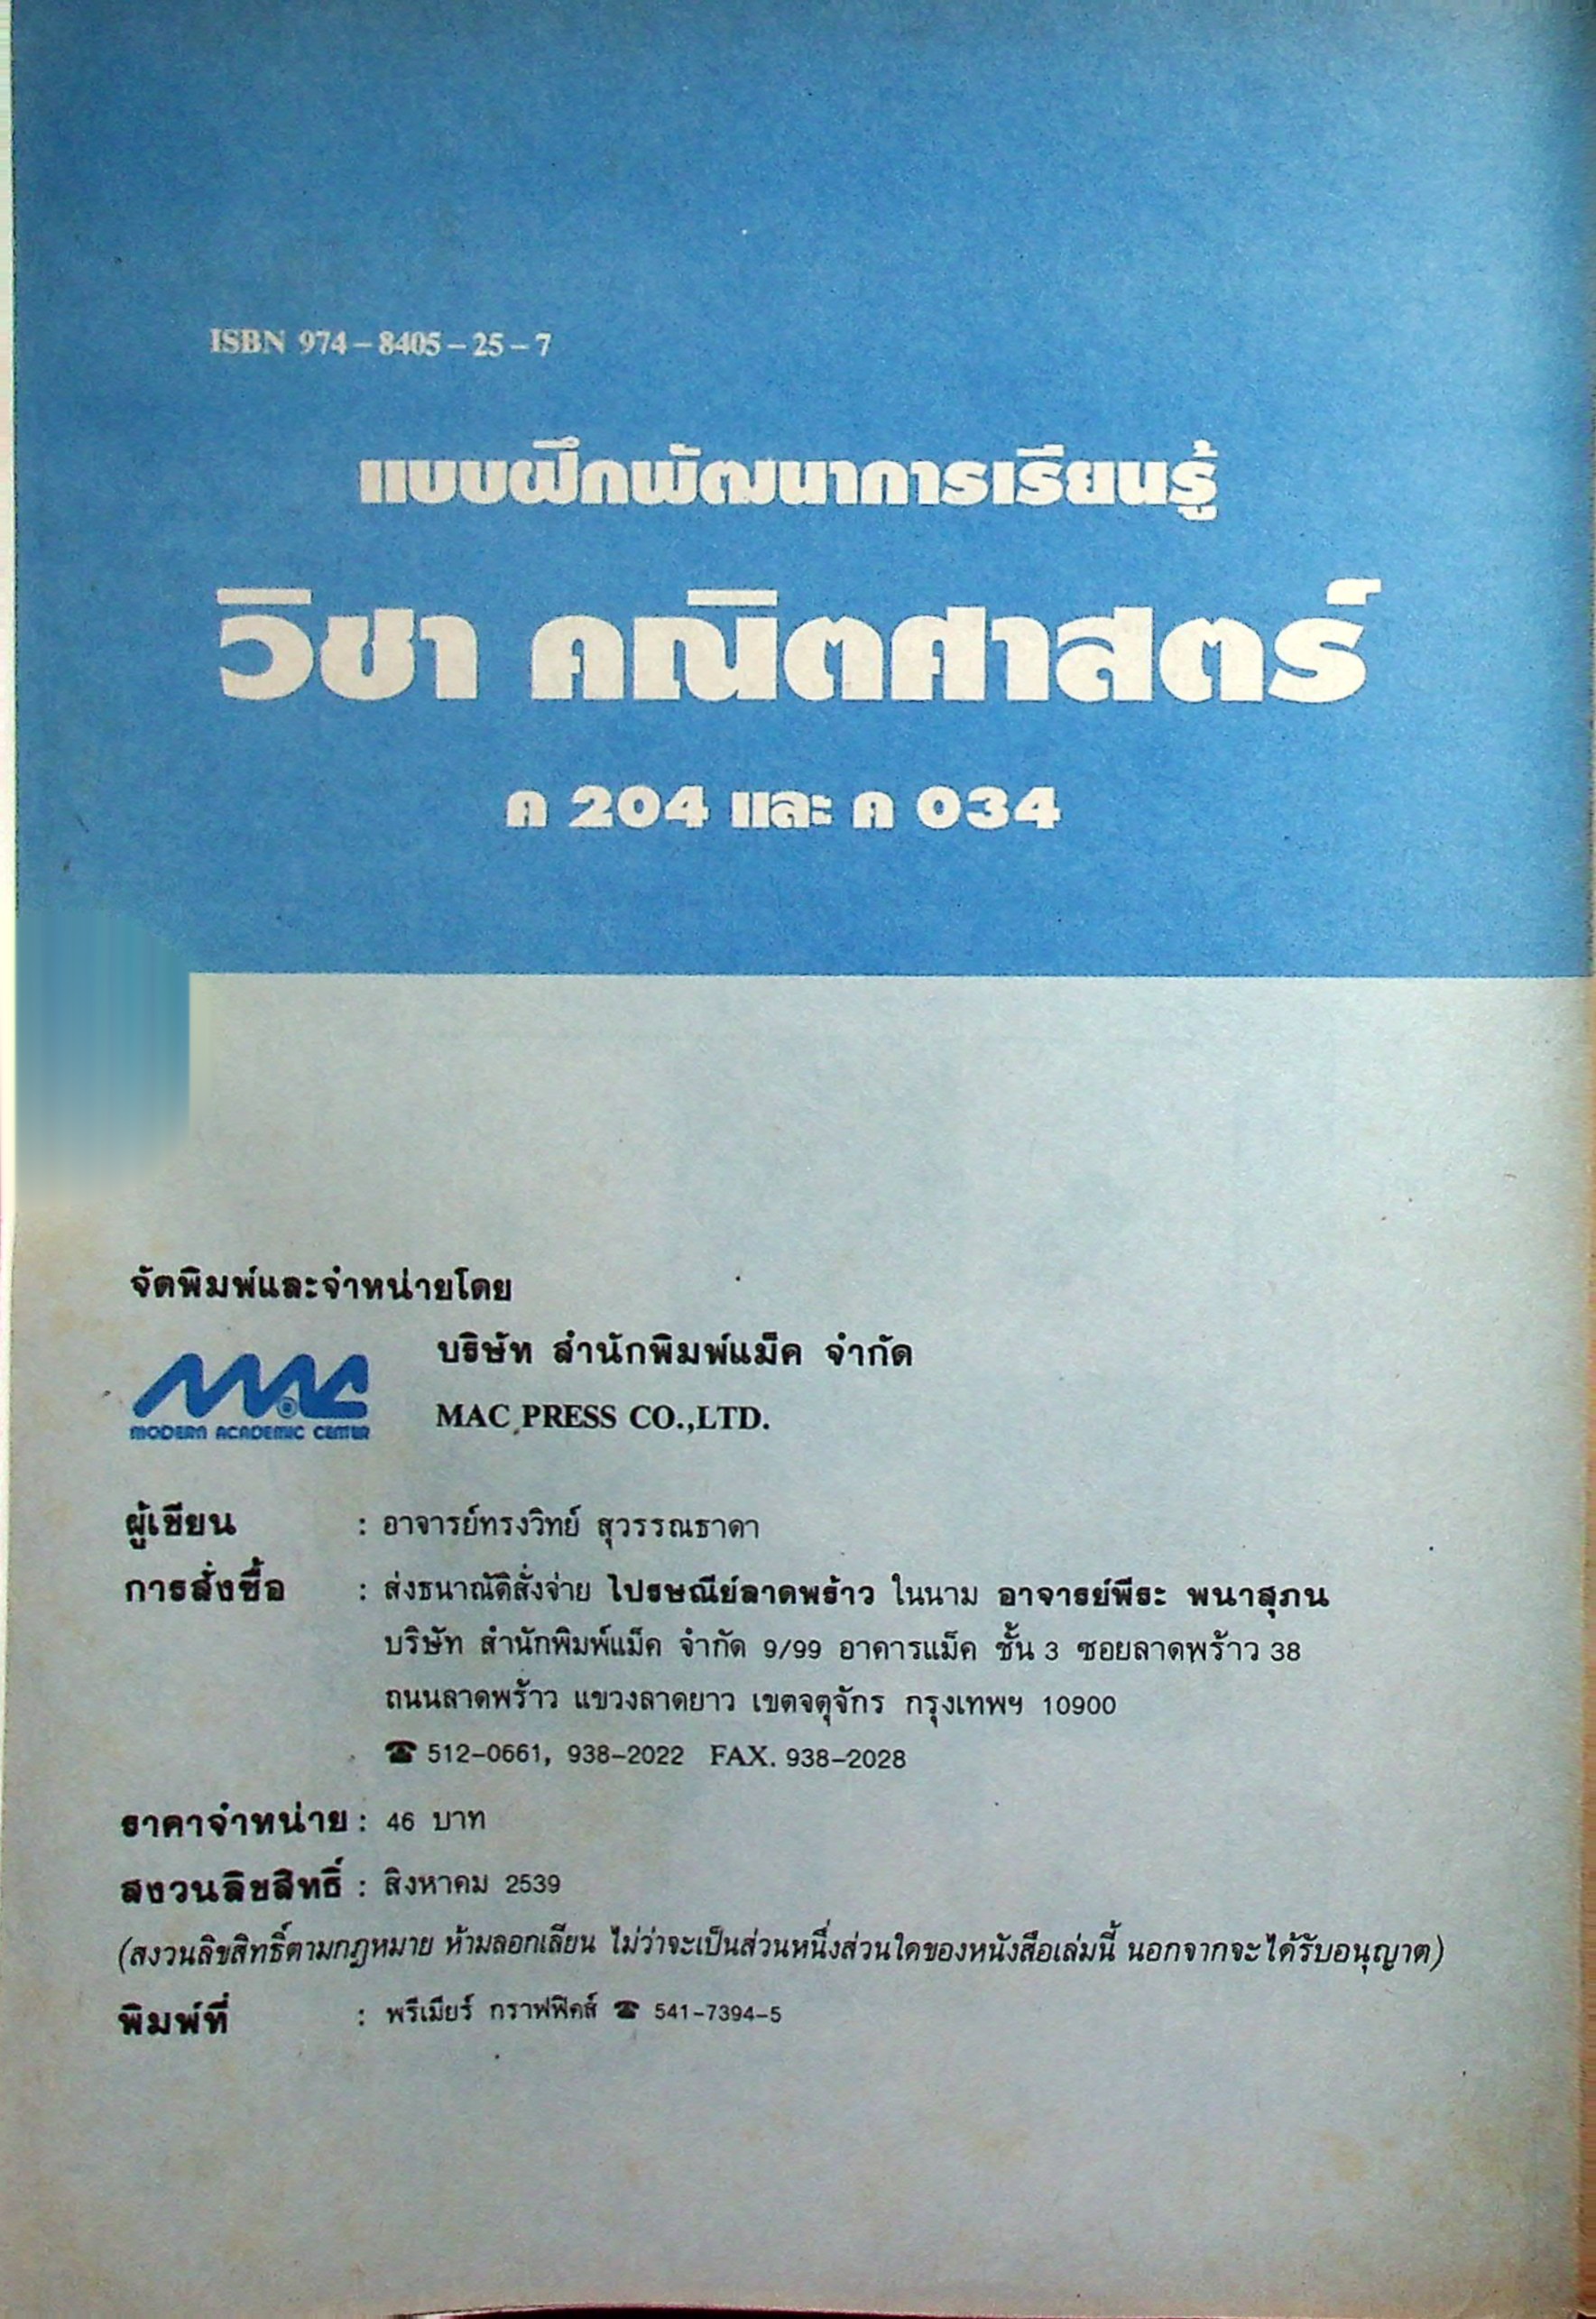 ISBN 974-8405-25-7
แบบฝึกพัฒนาการเรียนรู้
วิชา คณิตศาสตร์
ค 204 และ ค 034
จัดพิมพ์และจำหน่ายโดย
MAC
MODERN ACADEMIC CENTER
บริษัท สำนักพิมพ์แม็ค จำกัด
MAC PRESS CO.,LTD.
ผู้เขียน : อาจารย์ทรงวิทย์ สุวรรณธาดา
การสั่งซื้อ : ส่งธนาณัติสั่งจ่าย ไปรษณีย์ลาดพร้าว ในนาม อาจารย์พีระ พนาสุภน
บริษัท สำนักพิมพ์แม็ค จำกัด 9/99 อาคารแม็ค ชั้น 3 ซอยลาดพร้าว 38
ถนนลาดพร้าว แขวงลาดยาว เขตจตุจักร กรุงเทพฯ 10900
☎ 512-0661, 938-2022 FAX. 938-2028
ราคาจำหน่าย : 46 บาท
สงวนลิขสิทธิ์ : สิงหาคม 2539
(สงวนลิขสิทธิ์ตามกฎหมาย ห้ามลอกเลียน ไม่ว่าจะเป็นส่วนหนึ่งส่วนใดของหนังสือเล่มนี้ นอกจากจะได้รับอนุญาต)
พิมพ์ที่ : พรีเมียร์ กราฟฟิคส์ ☎ 541-7394-5